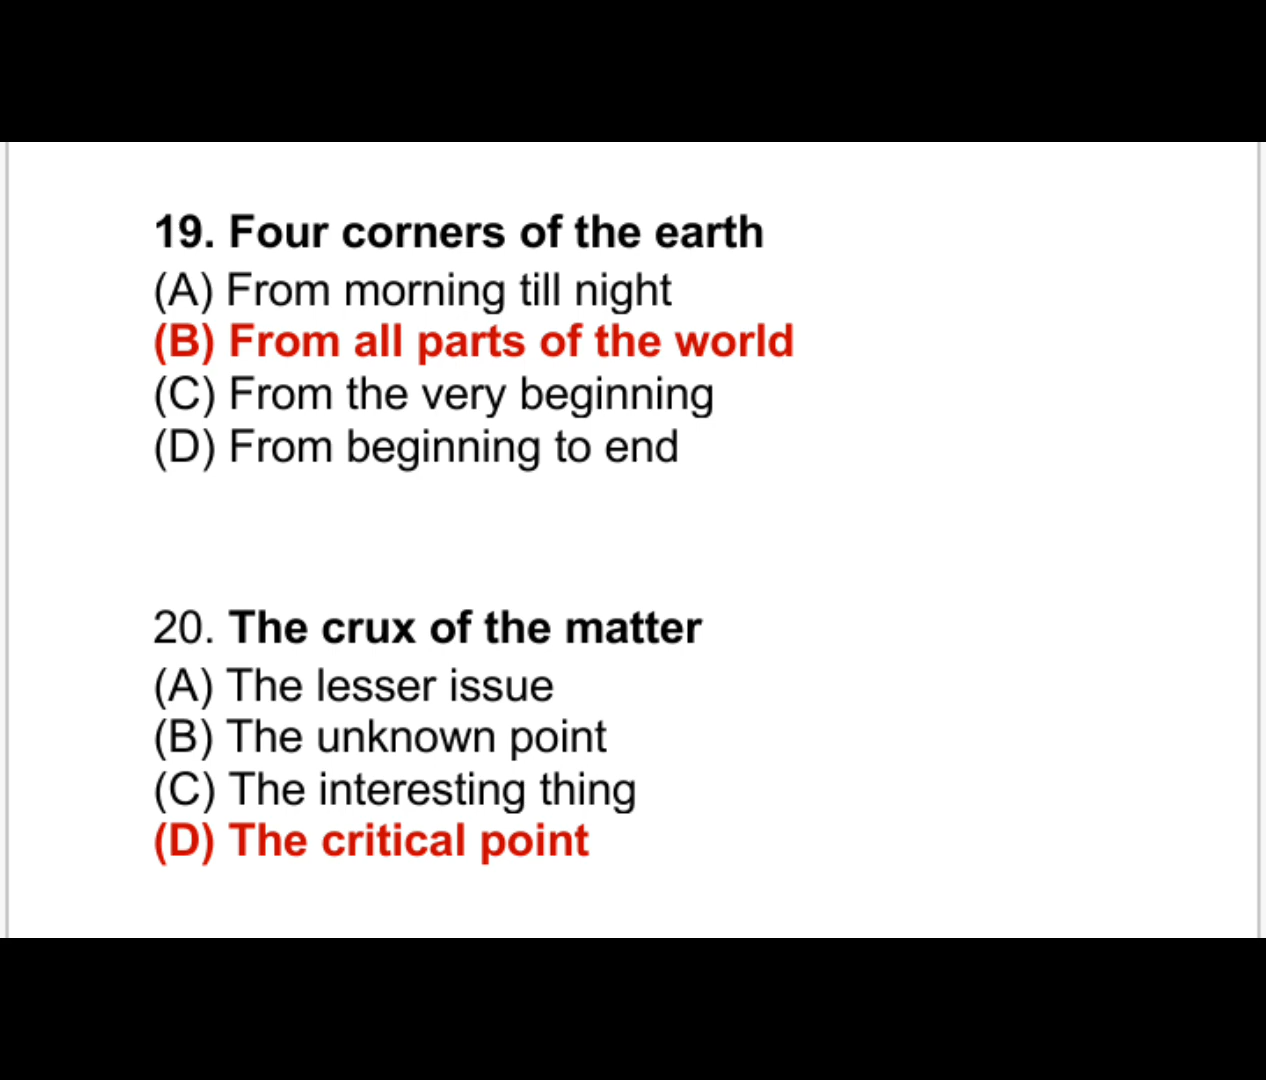 19. Four corners of the earth
(A) From morning till night
(B) From all parts of the world
(C) From the very beginning
(D) From beginning to end
20. The crux of the matter
(A) The lesser issue
(B) The unknown point
(C) The interesting thing
(D) The critical point